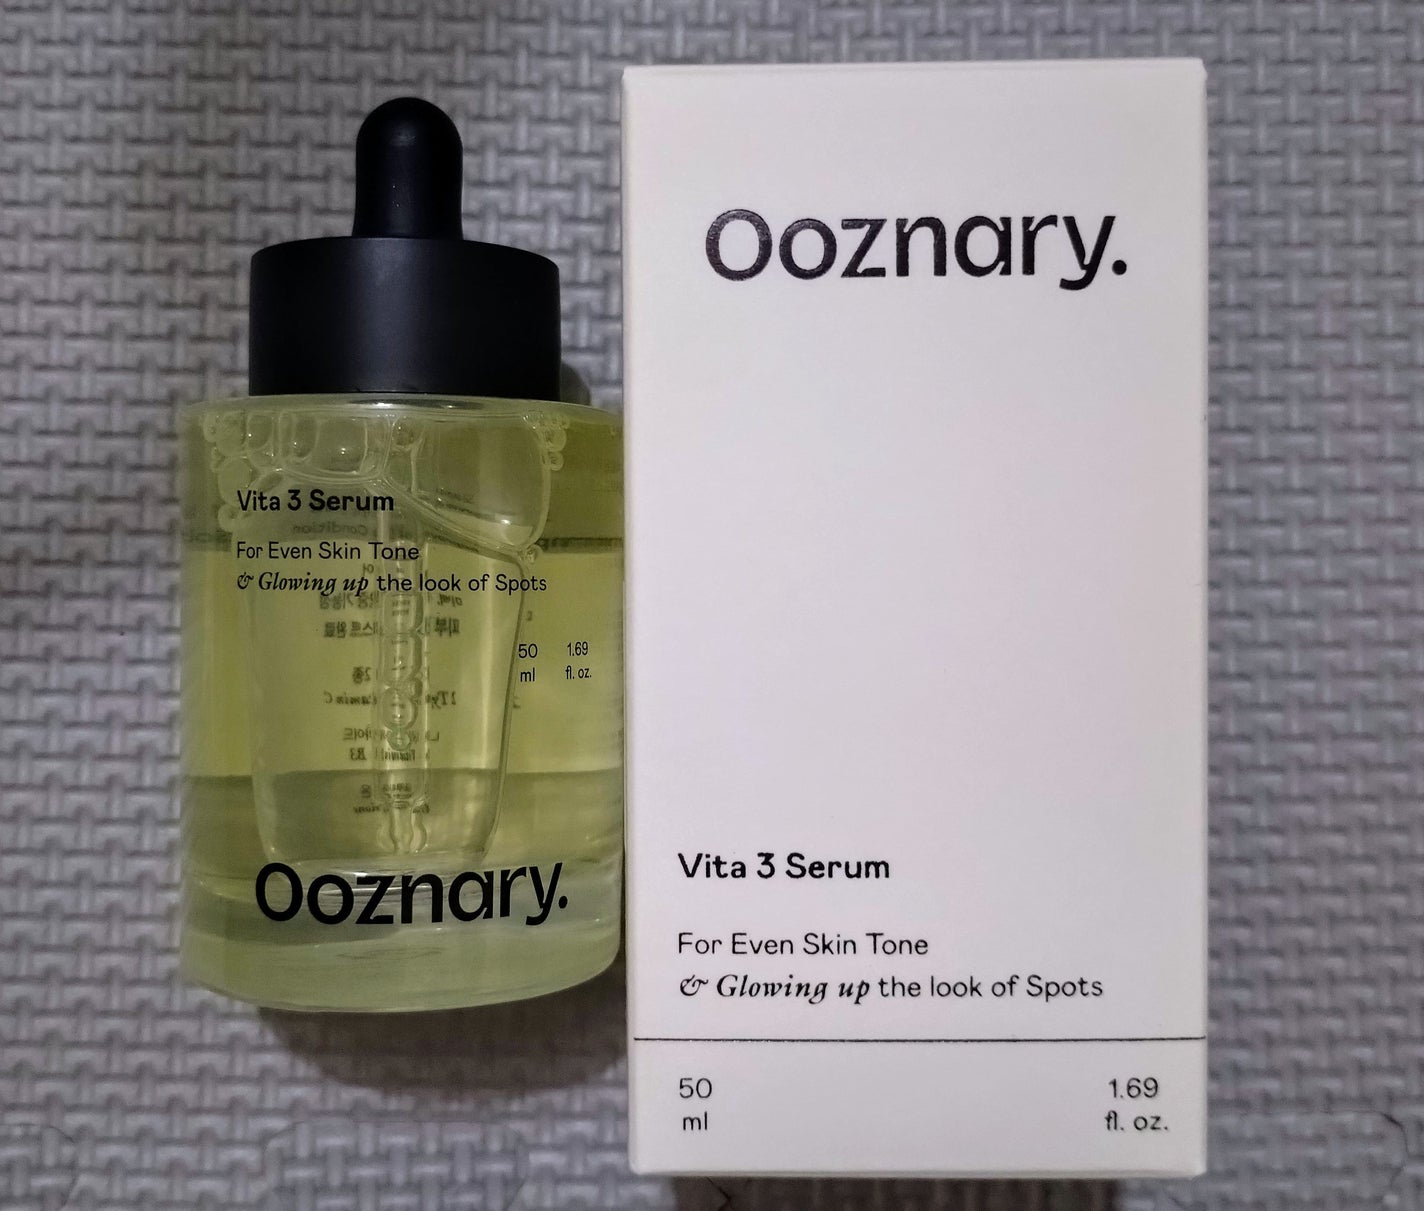 Vita 3 Serum
For Even Skin Tone
& Glowing up the look of Spots
50
ml
1.69
fl. oz.
Ooznary.
Ooznary.
Vita 3 Serum
For Even Skin Tone
& Glowing up the look of Spots
50
ml
1.69
fl. oz.